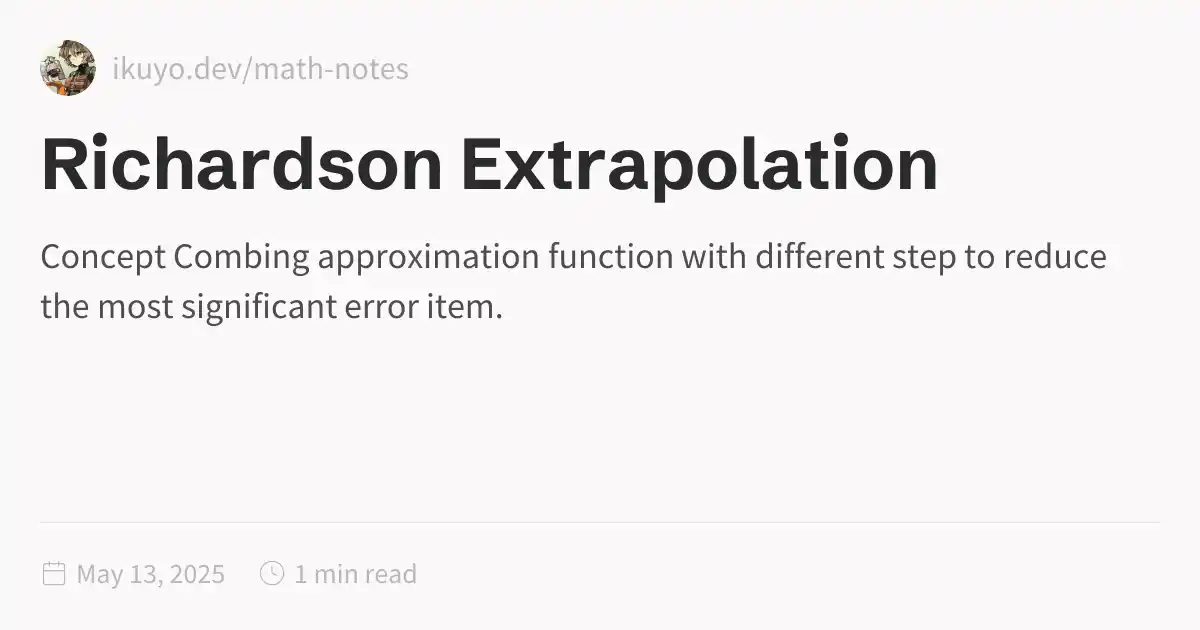 ikuyo.dev/math-notes
Richardson Extrapolation
Concept Combing approximation function with different step to reduce
the most significant error item.
May 13, 2025
1 min read